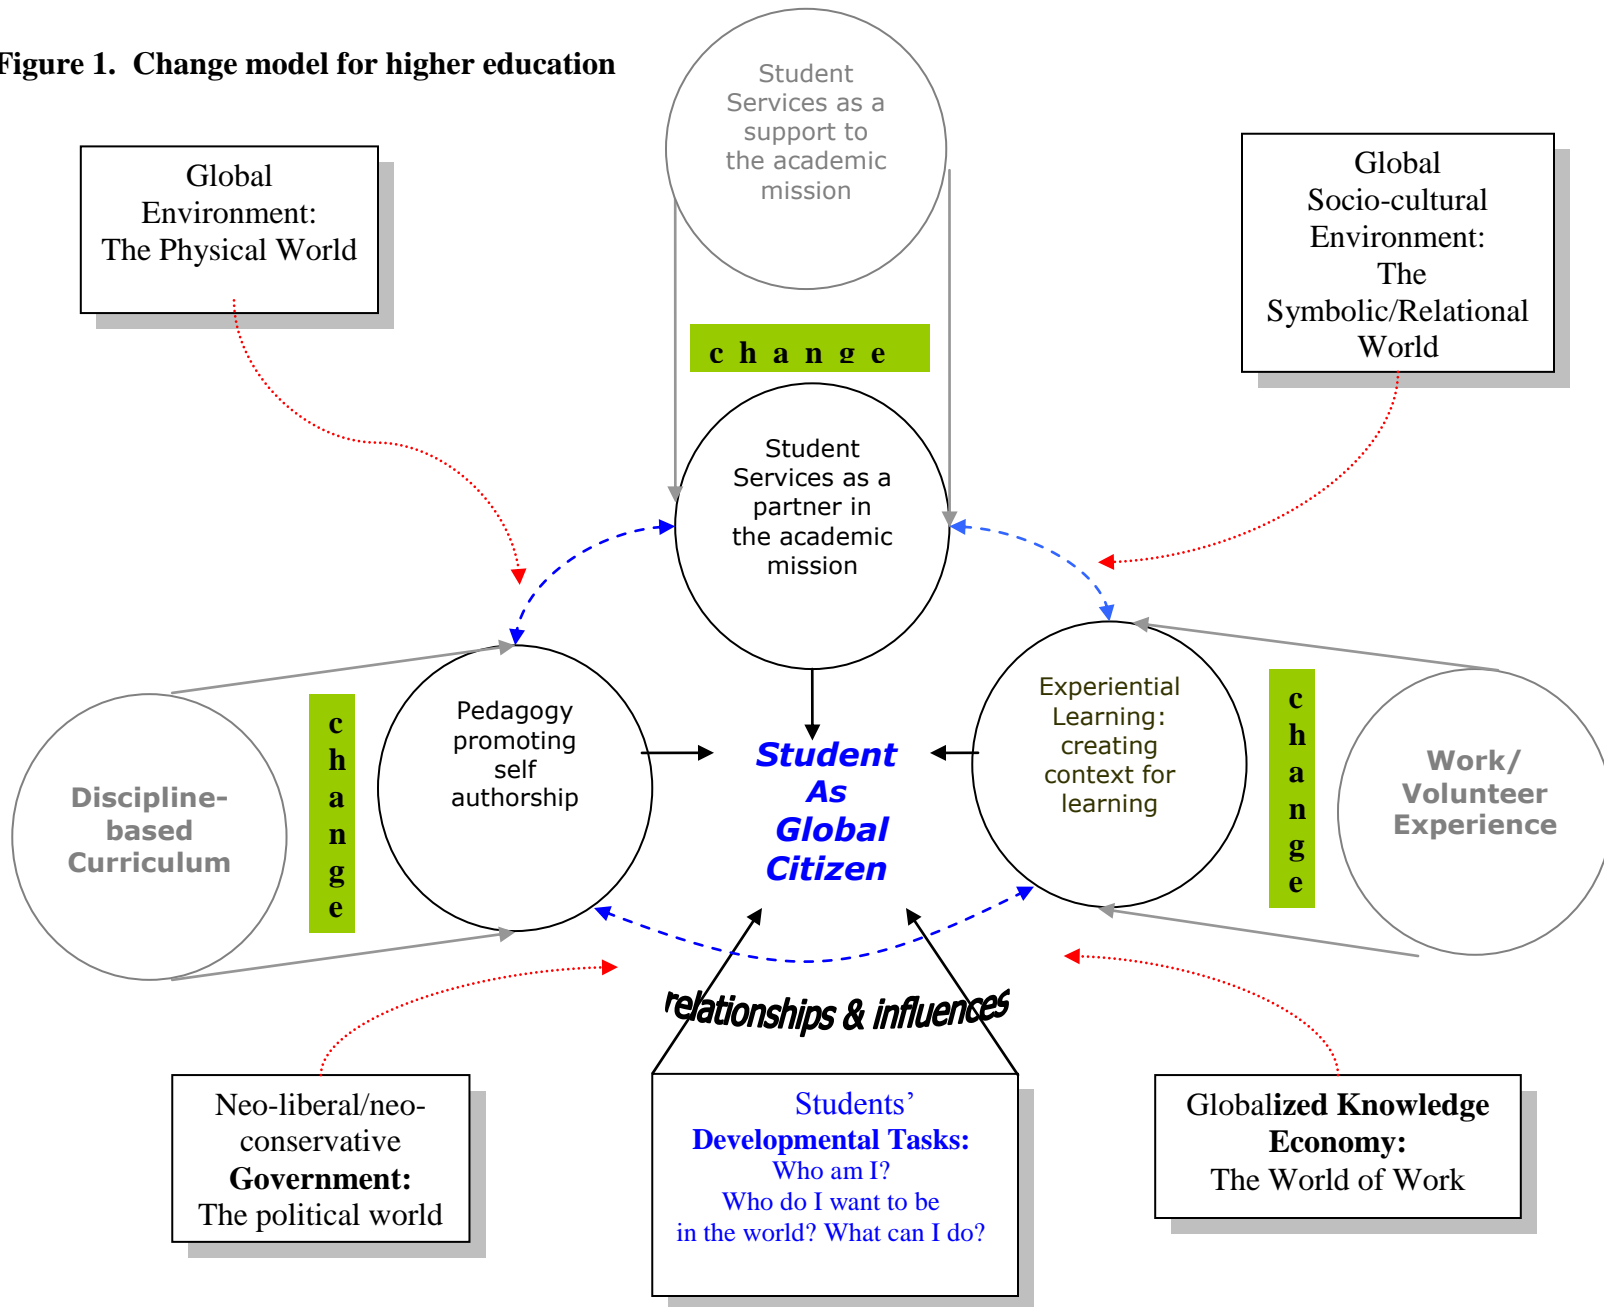 Figure 1.  Change model for higher education
Student
Services as a
support to
the academic
mission
Global
Environment:
The Physical World
Global
Socio-cultural
Environment:
The
Symbolic/Relational
World
c h a n g e
Student
Services as a
partner in
the academic
mission
Discipline-
based
Curriculum
c
h
a
n
g
e
Pedagogy
promoting
self
authorship
Student
As
Global
Citizen
Experiential
Learning:
creating
context for
learning
c
h
a
n
g
e
Work/
Volunteer
Experience
relationships & influences
Neo-liberal/neo-
conservative
Government:
The political world
Students’
Developmental Tasks:
Who am I?
Who do I want to be
in the world? What can I do?
Globalized Knowledge
Economy:
The World of Work